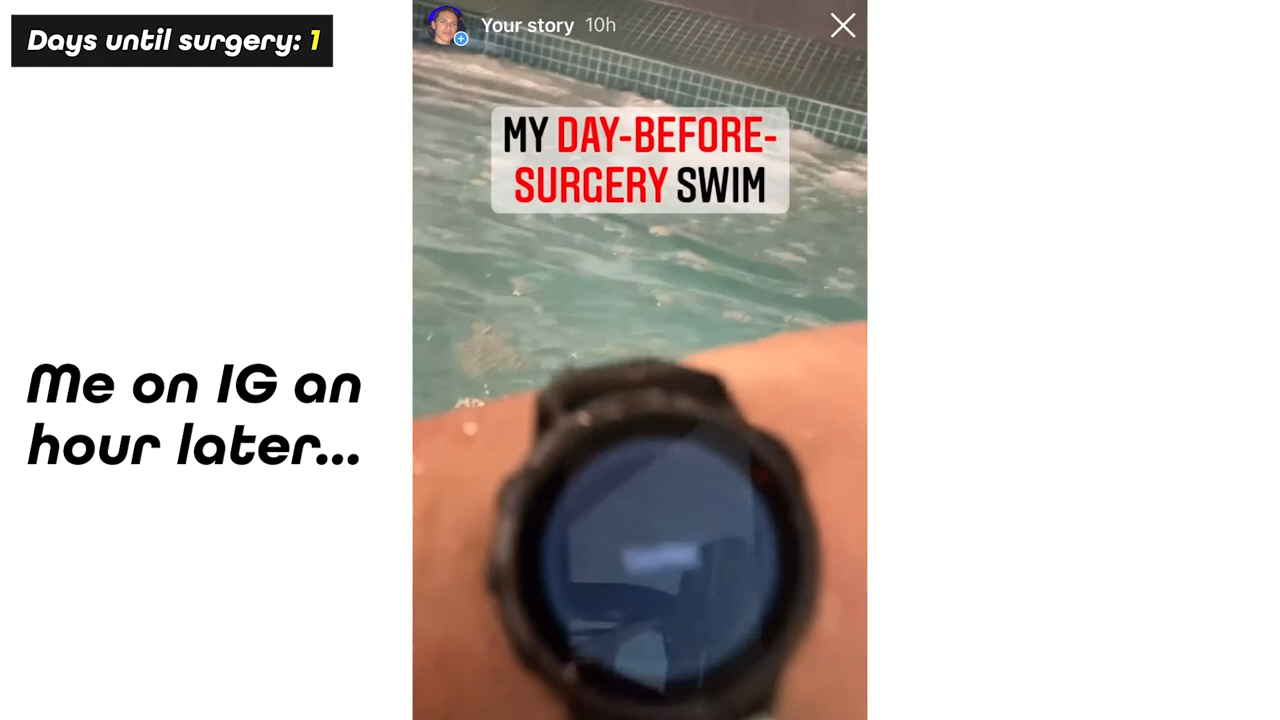 Days until surgery: 1
Your story 10h
MY DAY-BEFORE-
SURGERY SWIM
Me on IG an
hour later...